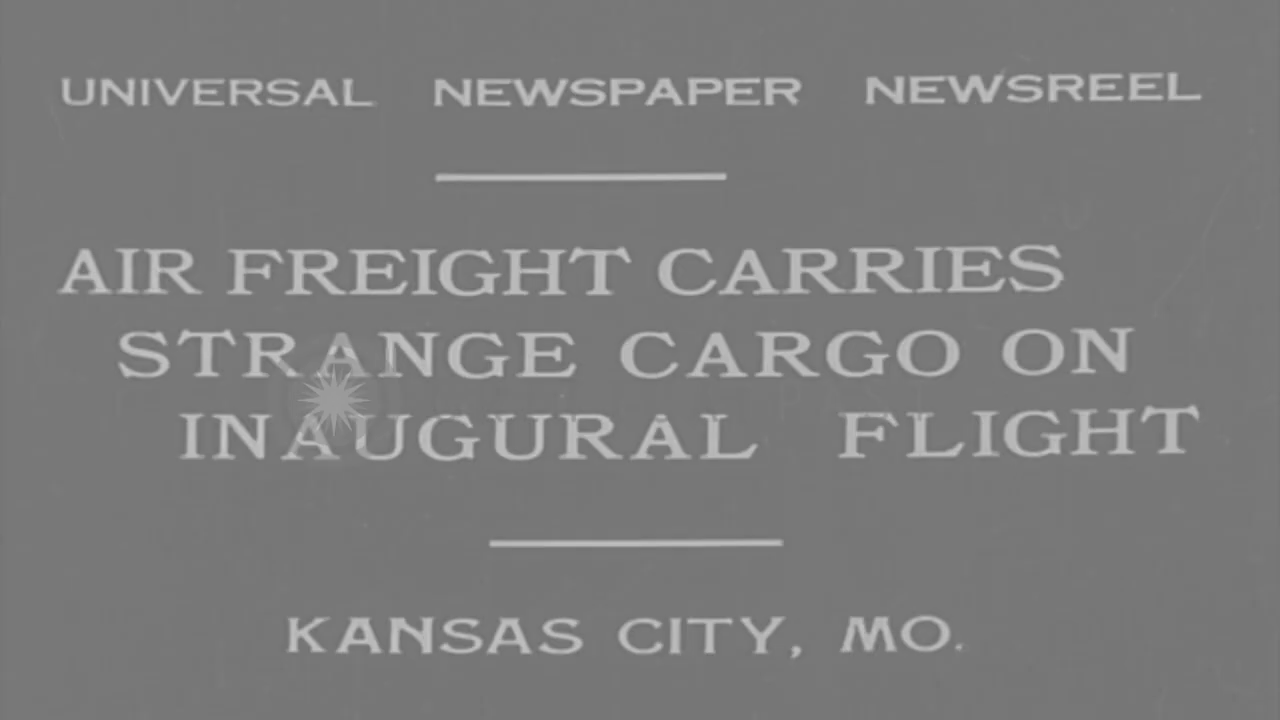 UNIVERSAL NEWSPAPER NEWSREEL
AIR FREIGHT CARRIES
STRANGE CARGO ON
INAUGURAL FLIGHT
KANSAS CITY, MO.